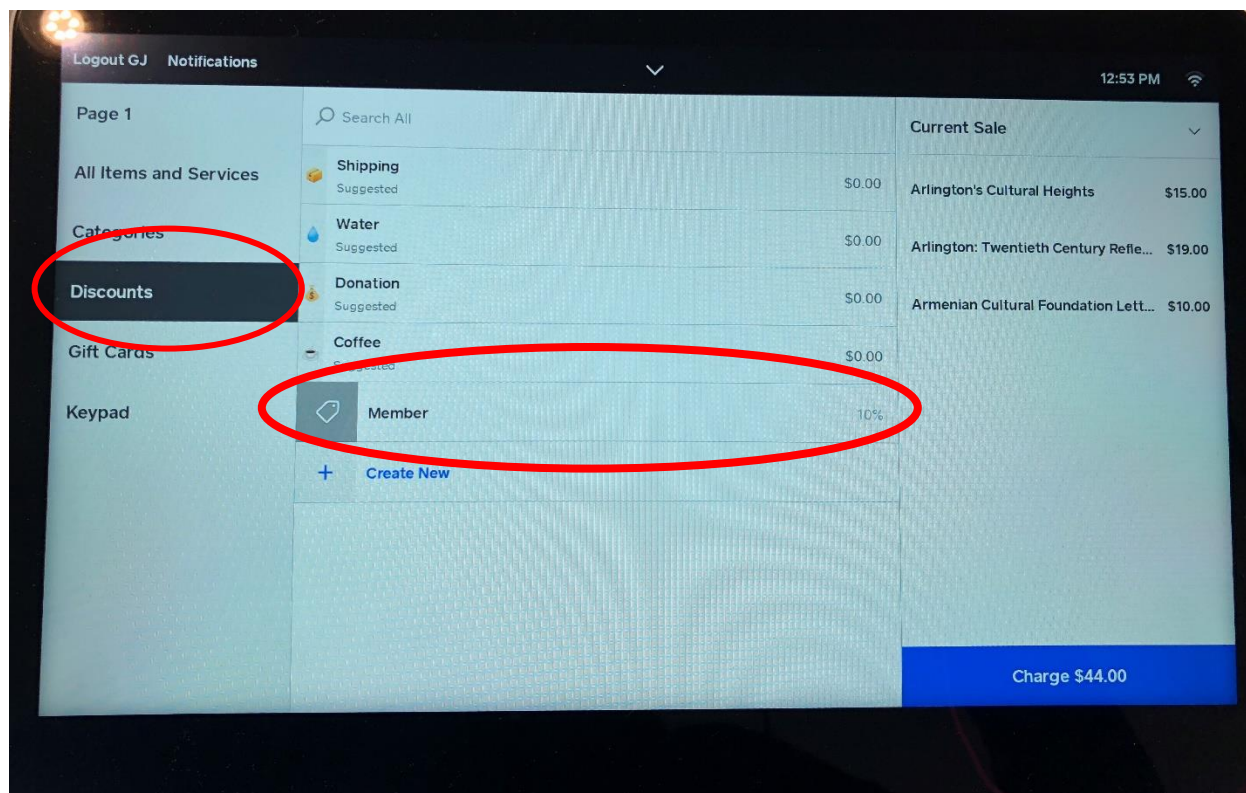 Logout GJ Notifications
12:53 PM
Page 1
All Items and Services
Categories
Discounts
Gift Cards
Keypad
Search All
Shipping
Suggested
$0.00
Water
Suggested
$0.00
Donation
Suggested
$0.00
Coffee
Suggested
$0.00
Member
10%
Create New
Current Sale
Arlington's Cultural Heights $15.00
Arlington: Twentieth Century Refle... $19.00
Armenian Cultural Foundation Lett... $10.00
Charge $44.00